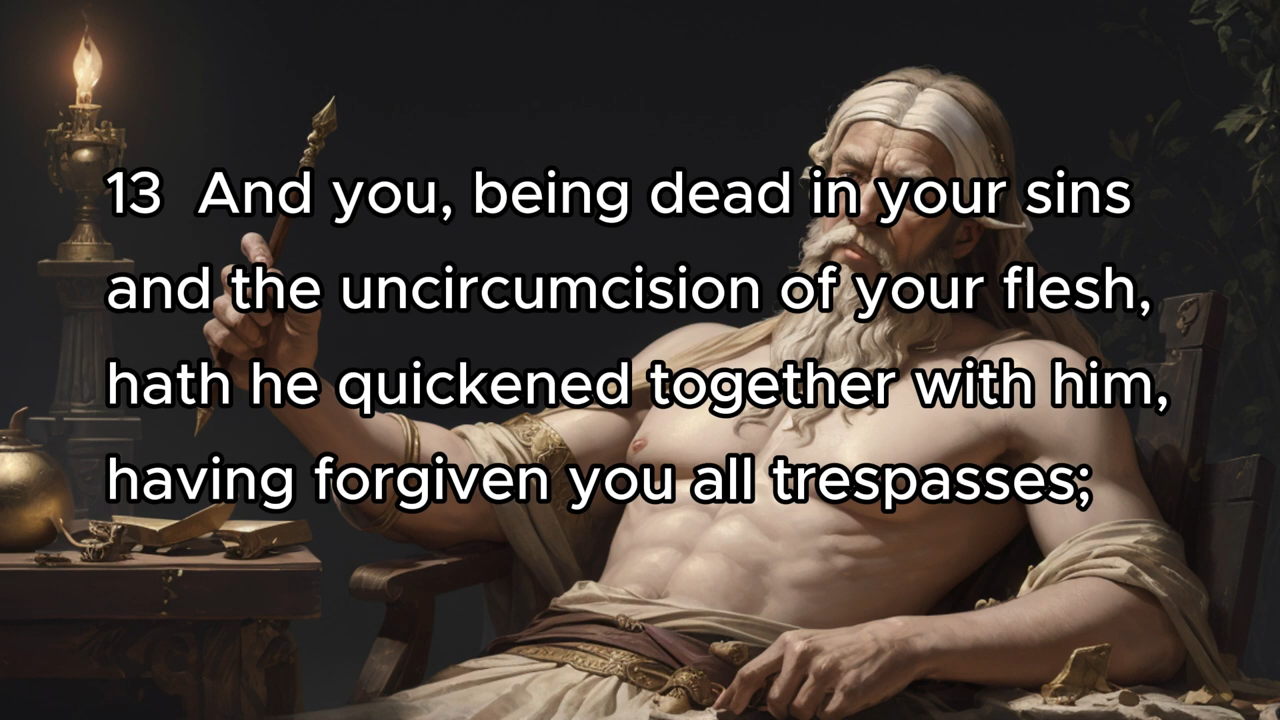 13 And you, being dead in your sins
and the uncircumcision of your flesh,
hath he quickened together with him,
having forgiven you all trespasses;